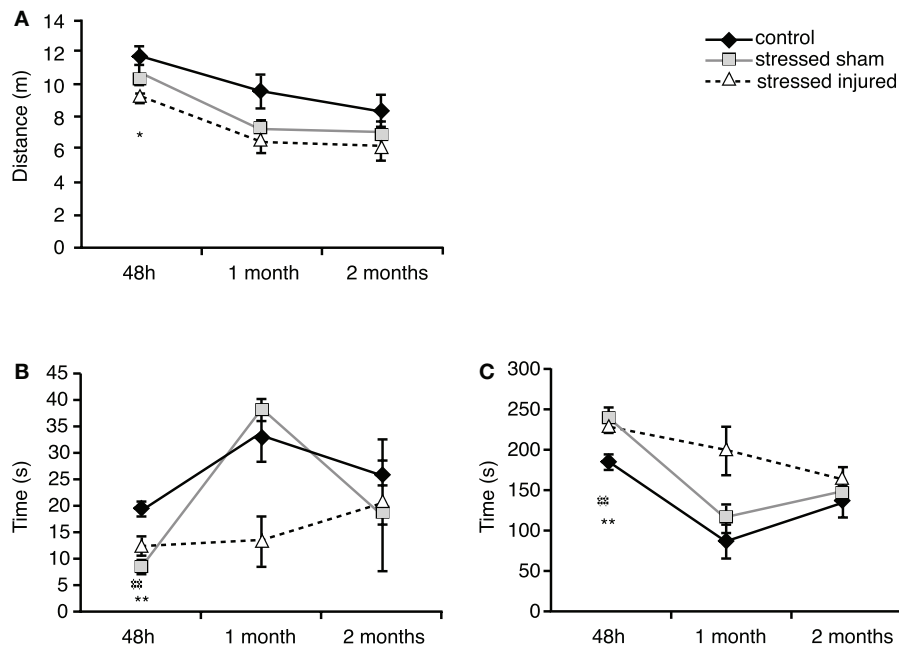 A
Distance (m)
14
12
10
8
6
4
2
0
*
48h
1 month
2 months
control
stressed sham
stressed injured
B
Time (s)
45
40
35
30
25
20
15
10
5
0
**
48h
1 month
2 months
C
Time (s)
300
250
200
150
100
50
0
**
48h
1 month
2 months